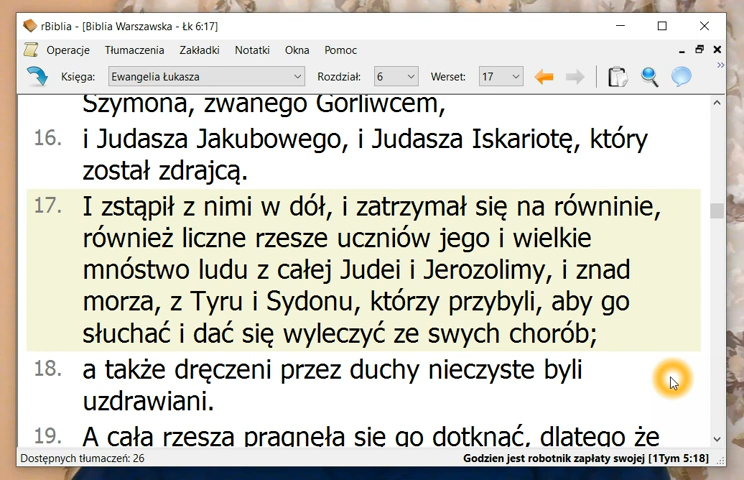 rBiblia - [Biblia Warszawska - Łk 6:17]
Operacje Tłumaczenia Zakładki Notatki Okna Pomoc
Księga: Ewangelia Łukasza Rozdział: 6 Werset: 17
Szymona, zwanego Gorliwcem,
16. i Judasza Jakubowego, i Judasza Iskariotę, który
został zdrajcą.
17. I zstąpił z nimi w dół, i zatrzymał się na równinie,
również liczne rzesze uczniów jego i wielkie
mnóstwo ludu z całej Judei i Jerozolimy, i znad
morza, z Tyru i Sydonu, którzy przybyli, aby go
słuchać i dać się wyleczyć ze swych chorób;
18. a także dręczeni przez duchy nieczyste byli
uzdrawiani.
19. A cała rzesza pragnęła się go dotknąć, dlatego że
Dostępnych tłumaczeń: 26 Godzien jest robotnik zapłaty swojej [1Tym 5:18]